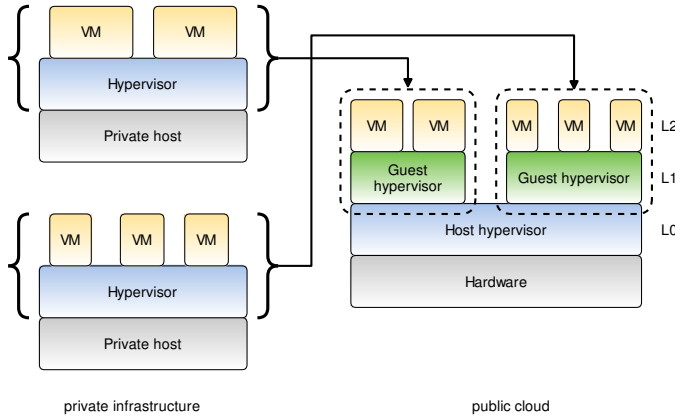 VM VM
Hypervisor
Private host
VM VM VM
Hypervisor
Private host
private infrastructure
VM VM VM VM VM L2
Guest
hypervisor
Guest hypervisor L1
Host hypervisor L0
Hardware
public cloud